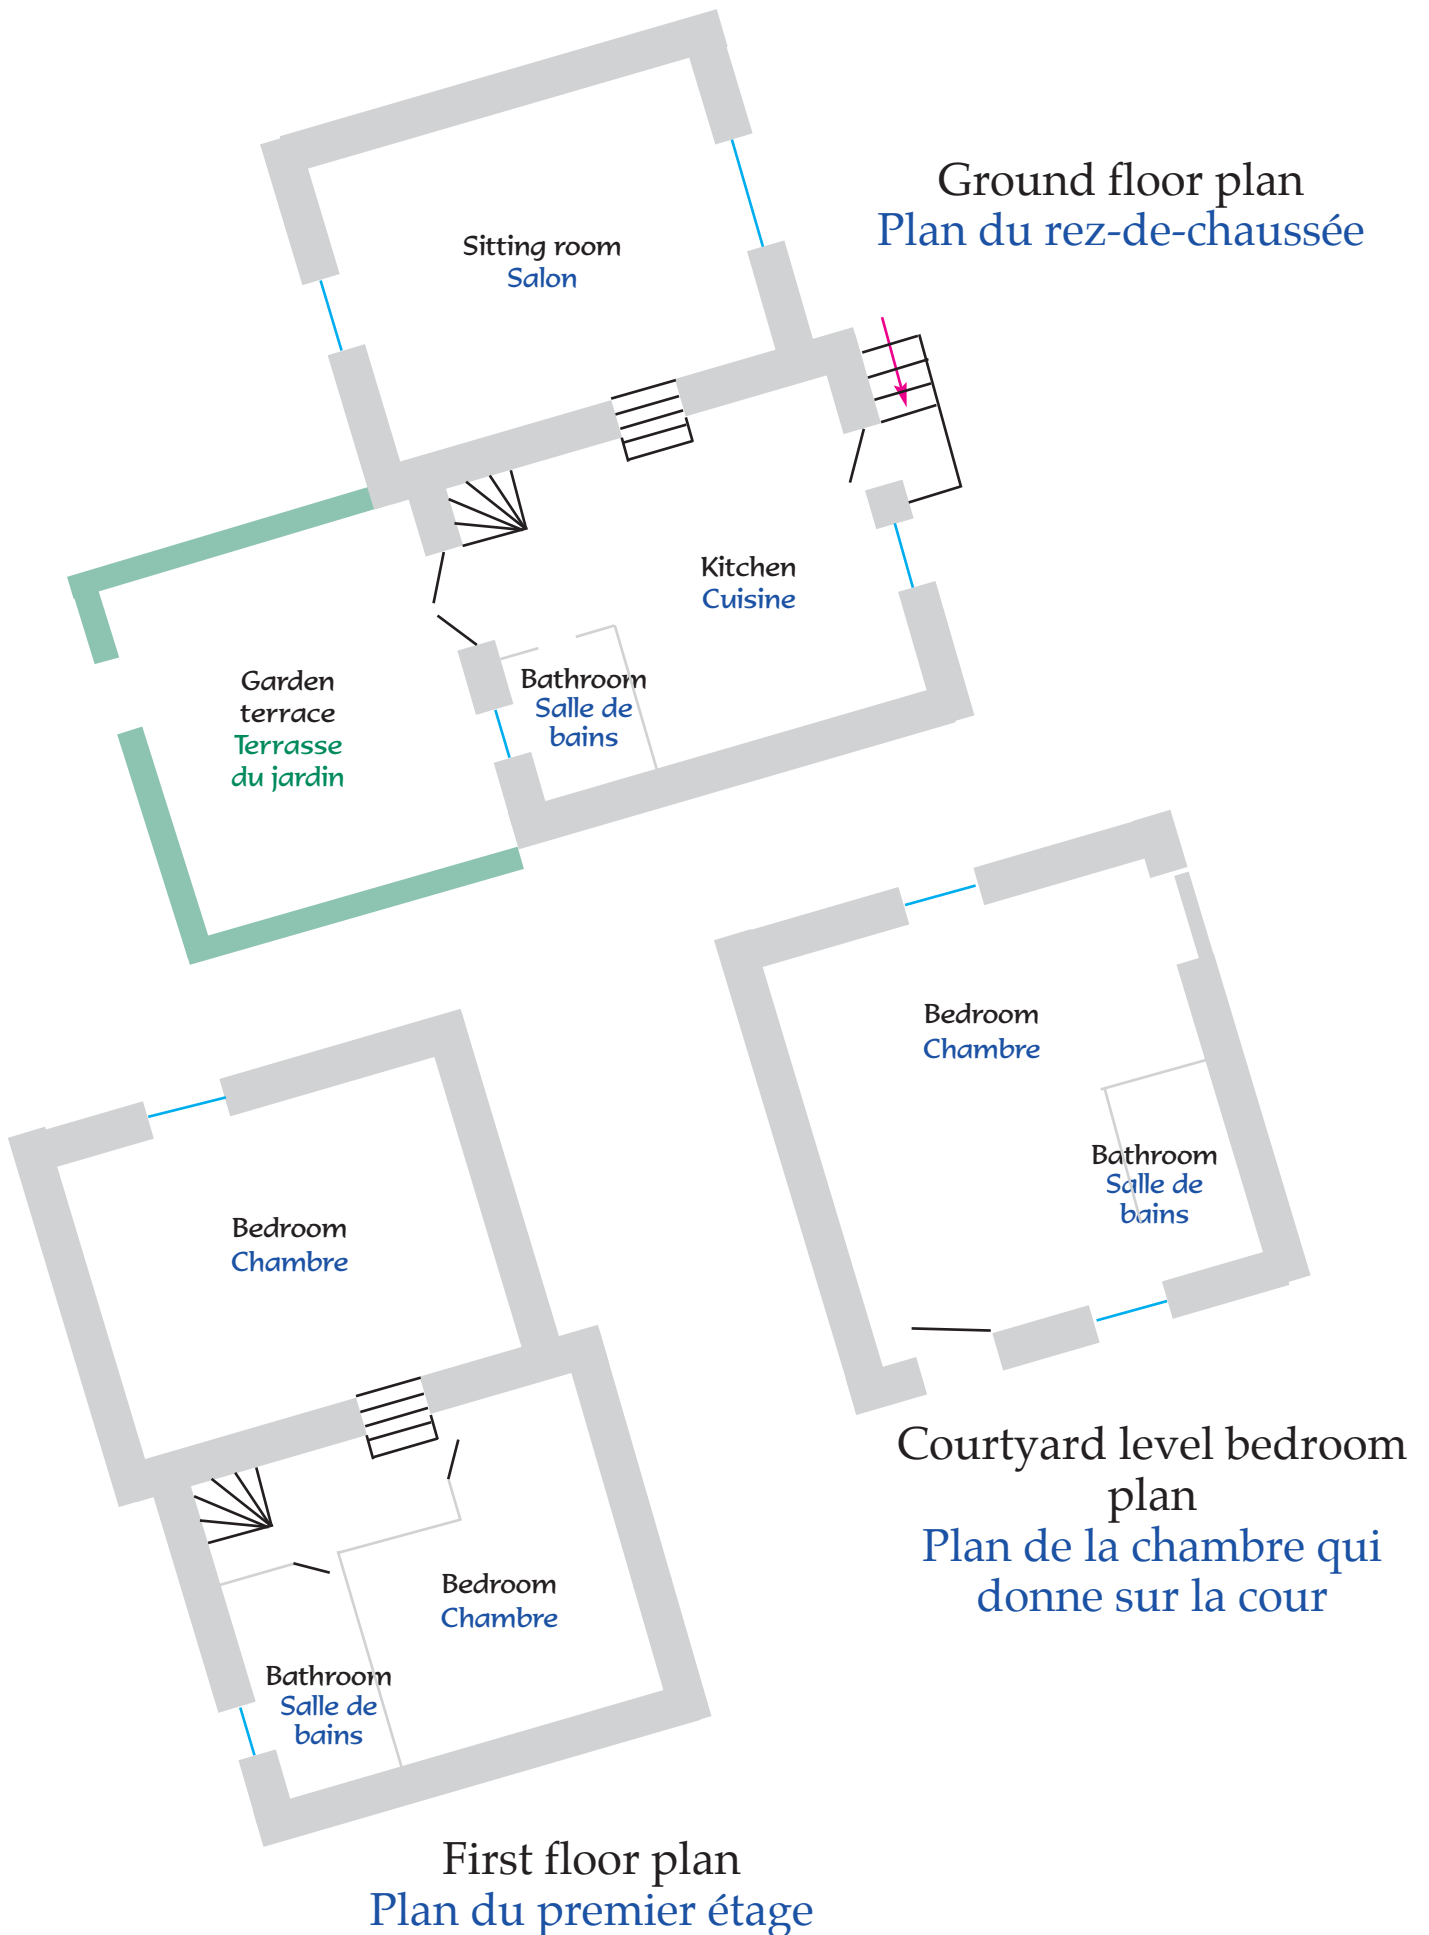 Ground floor plan
Plan du rez-de-chaussée
Sitting room
Salon
Kitchen
Cuisine
Bathroom
Salle de
bains
Garden
terrace
Terrasse
du jardin
Bedroom
Chambre
Bathroom
Salle de
bains
Courtyard level bedroom
plan
Plan de la chambre qui
donne sur la cour
Bedroom
Chambre
Bedroom
Chambre
Bathroom
Salle de
bains
First floor plan
Plan du premier étage